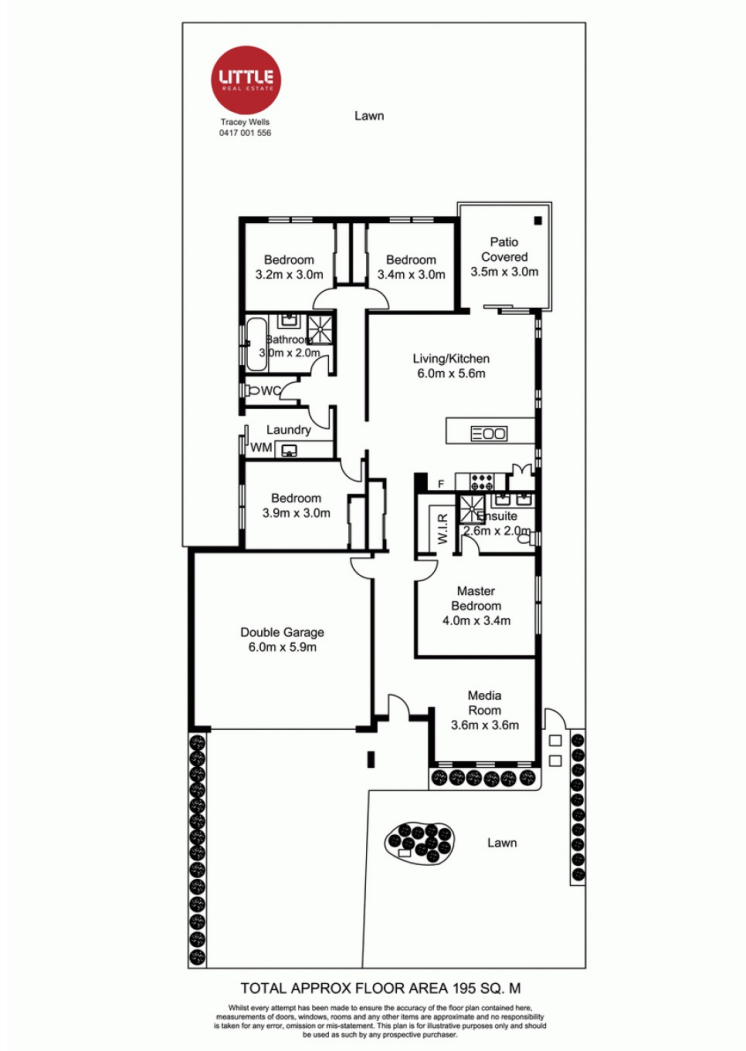 LITTLE
REAL ESTATE
Tracey Wells
0417 001 556
Lawn
Bedroom
3.2m x 3.0m
Bedroom
3.4m x 3.0m
Patio
Covered
3.5m x 3.0m
Bathroom
3.0m x 2.0m
Living/Kitchen
6.0m x 5.6m
WC
Laundry
WM
F
Bedroom
3.9m x 3.0m
W.I.R
Ensuite
2.6m x 2.0m
Master
Bedroom
4.0m x 3.4m
Double Garage
6.0m x 5.9m
Media
Room
3.6m x 3.6m
Lawn
TOTAL APPROX FLOOR AREA 195 SQ. M
Whilst every attempt has been made to ensure the accuracy of the floor plan contained here,
measurements of doors, windows, rooms and any other items are approximate and no responsibility
is taken for any error, omission or mis-statement. This plan is for illustrative purposes only and should
be used as such by any prospective purchaser.